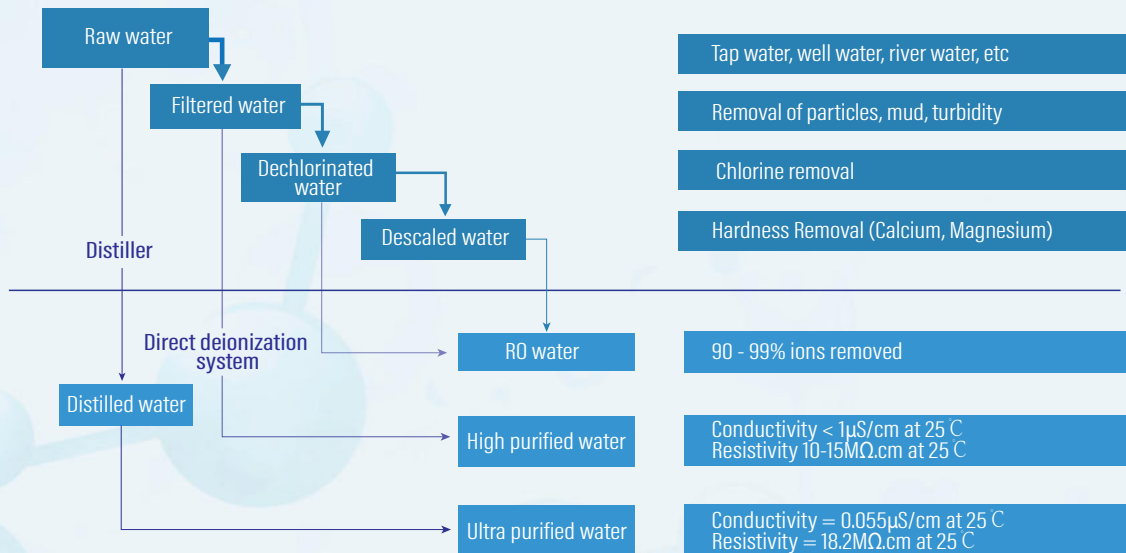 Raw water
Tap water, well water, river water, etc
Filtered water
Removal of particles, mud, turbidity
Dechlorinated
water
Chlorine removal
Descaled water
Hardness Removal (Calcium, Magnesium)
Distiller
Direct deionization
system
RO water
90 - 99% ions removed
Distilled water
High purified water
Conductivity < 1µS/cm at 25℃
Resistivity 10-15MΩ.cm at 25℃
Ultra purified water
Conductivity = 0.055µS/cm at 25℃
Resistivity = 18.2MΩ.cm at 25℃